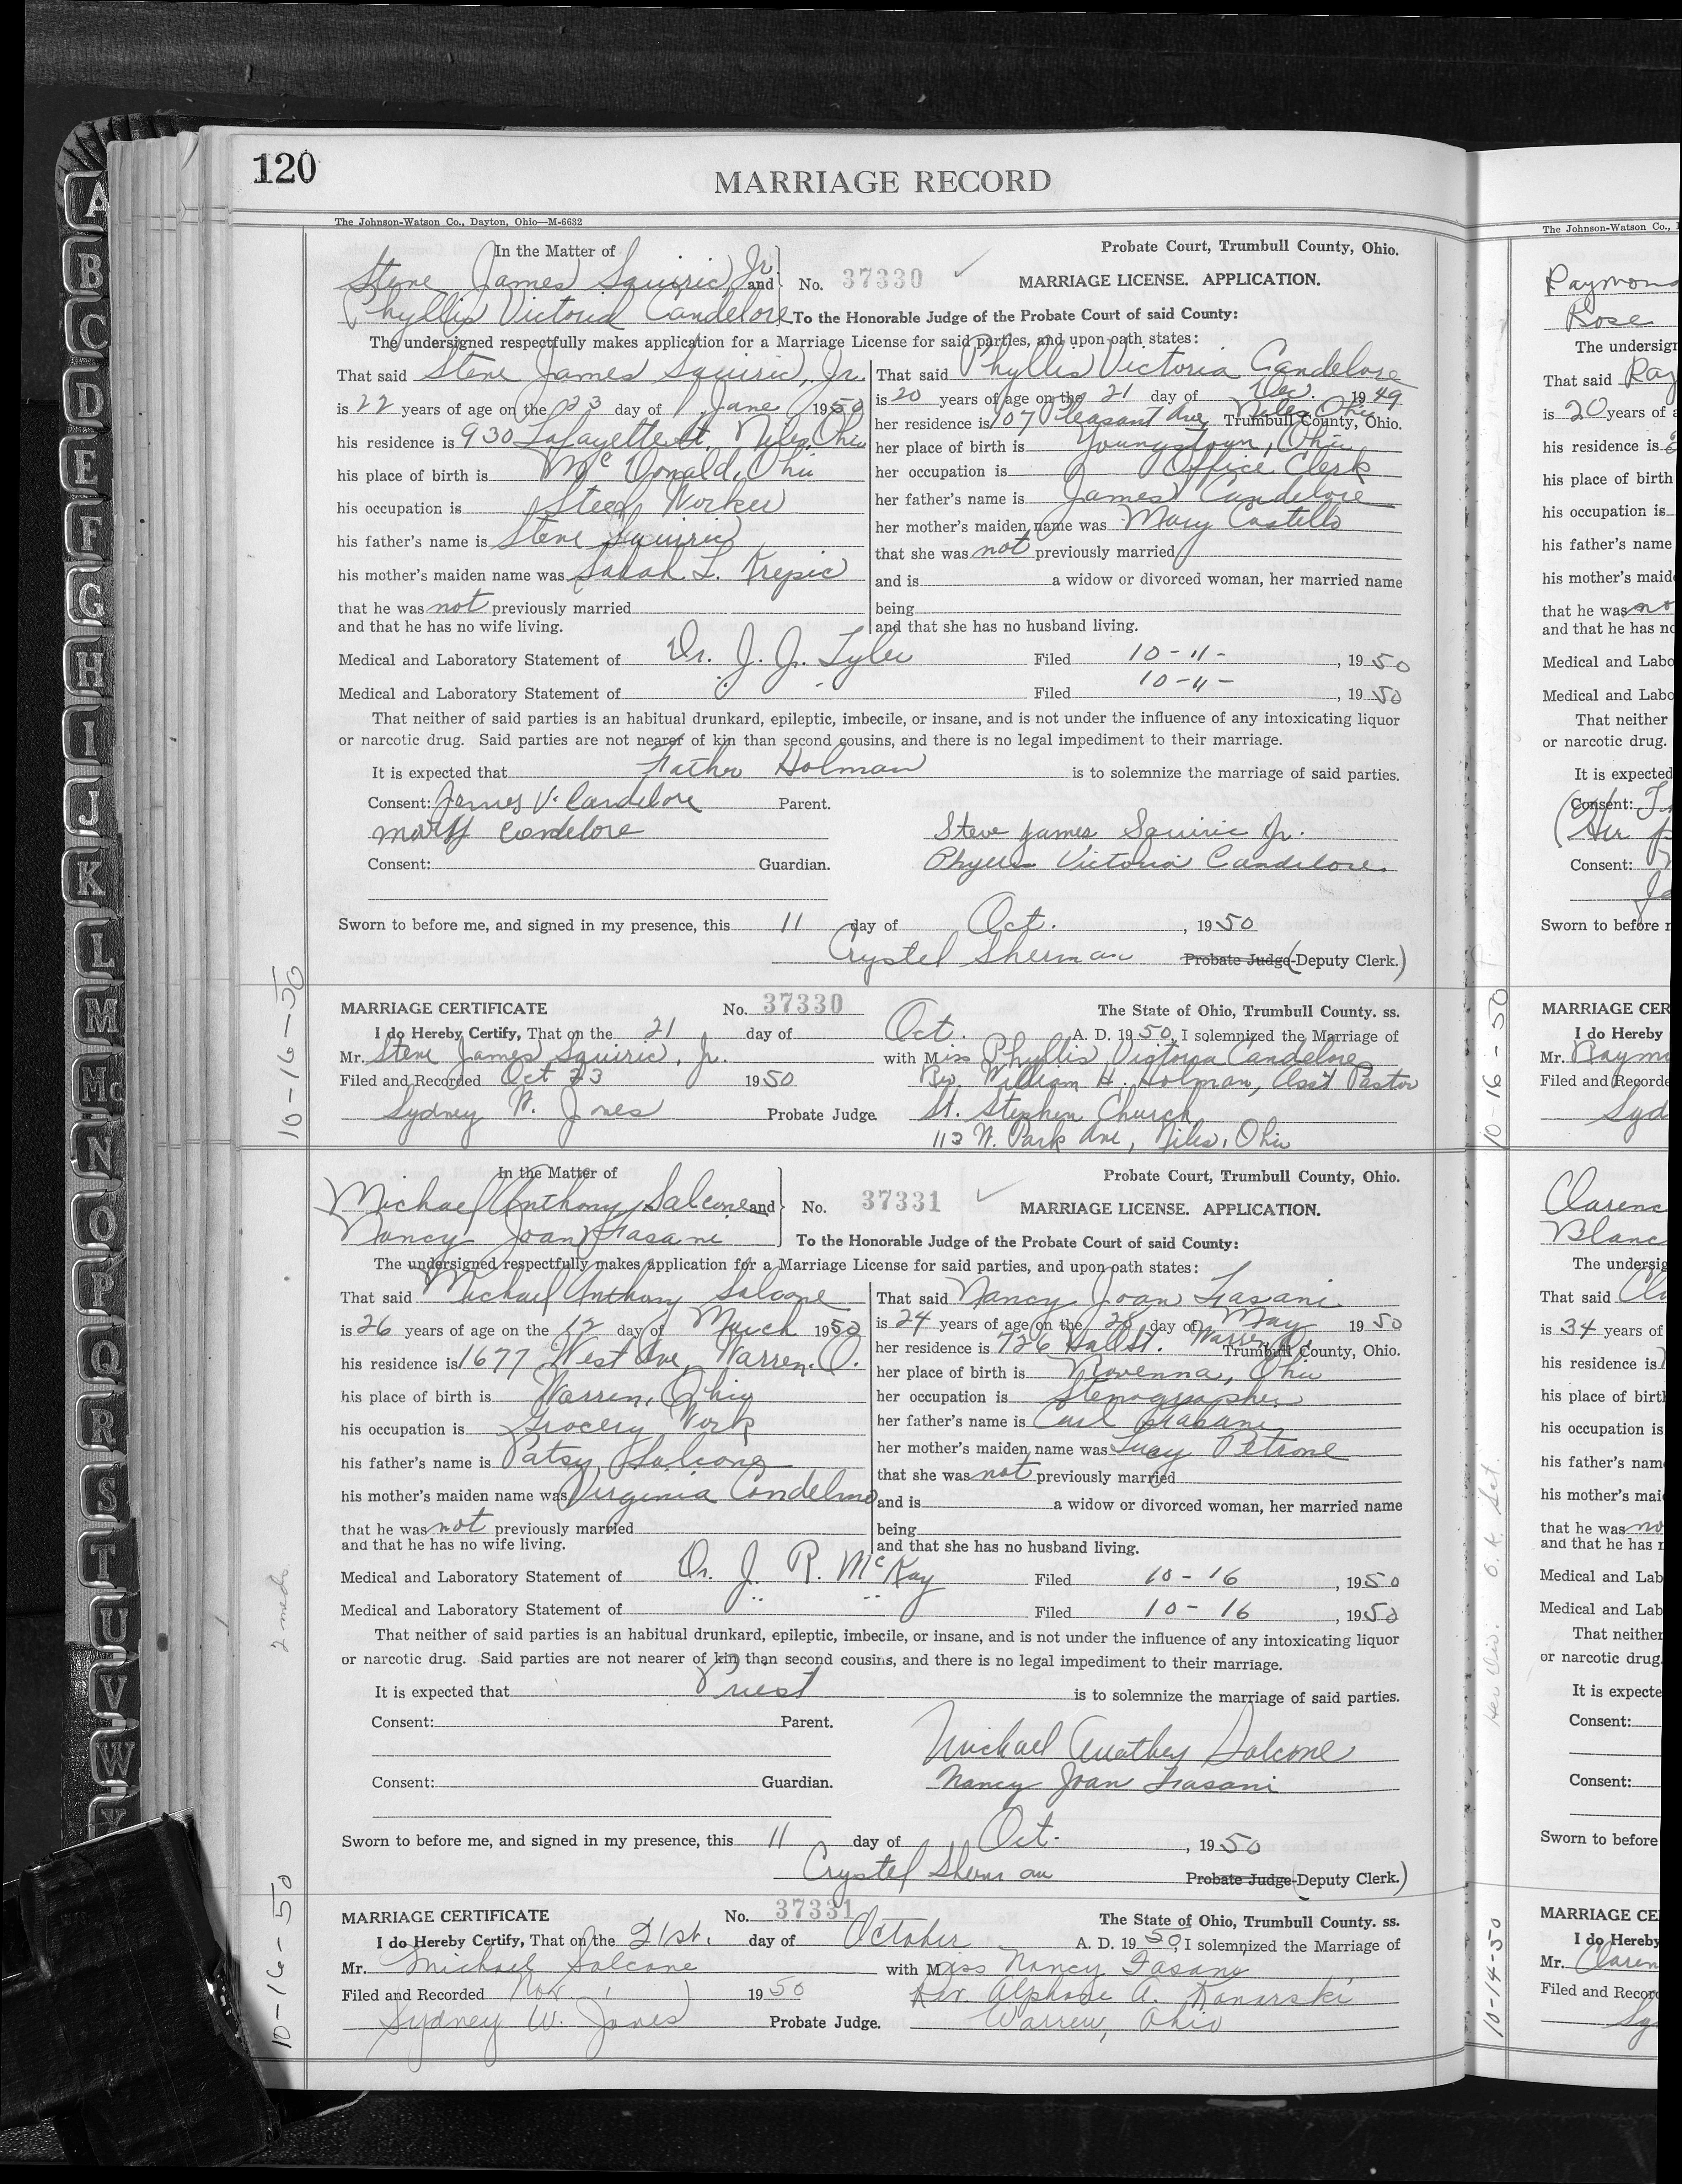 120
MARRIAGE RECORD
The Johnson-Watson Co., Dayton, Ohio—M-6632
In the Matter of
Probate Court, Trumbull County, Ohio.
Steve James Squiric Jr. and
No. 37330 ✓
MARRIAGE LICENSE. APPLICATION.
Phyllis Victoria Candelore
To the Honorable Judge of the Probate Court of said County:
The undersigned respectfully makes application for a Marriage License for said parties, and upon oath states:
That said Steve James Squiric, Jr.
is 22 years of age on the 23 day of June 1950
his residence is 930 Lafayette St. Niles, Ohio
his place of birth is McDonald, Ohio
his occupation is Steel Worker
his father's name is Steve Squiric
his mother's maiden name was Sarah L. Krepic
that he was not previously married
and that he has no wife living.
That said Phyllis Victoria Candelore
is 20 years of age on the 21 day of Dec. 1949
her residence is 107 Pleasant Ave, Niles, Ohio Trumbull County, Ohio.
her place of birth is Youngstown, Ohio
her occupation is Office Clerk
her father's name is James Candelore
her mother's maiden name was Mary Costello
that she was not previously married
and is a widow or divorced woman, her married name
being
and that she has no husband living.
Medical and Laboratory Statement of Dr. J. J. Tyler Filed 10-11-, 1950
Medical and Laboratory Statement of " " Filed 10-11-, 1950
That neither of said parties is an habitual drunkard, epileptic, imbecile, or insane, and is not under the influence of any intoxicating liquor
or narcotic drug. Said parties are not nearer of kin than second cousins, and there is no legal impediment to their marriage.
It is expected that Father Holman is to solemnize the marriage of said parties.
Consent: James V. Candelore Parent.
Mary Candelore
Steve James Squiric Jr.
Consent: Guardian.
Phyllis Victoria Candelore.
Sworn to before me, and signed in my presence, this 11 day of Oct., 1950
Crystel Sherman Probate Judge-(Deputy Clerk.)
10-16-50
MARRIAGE CERTIFICATE No. 37330 The State of Ohio, Trumbull County. ss.
I do Hereby Certify, That on the 21 day of Oct. A. D. 1950, I solemnized the Marriage of
Mr. Steve James Squiric, Jr. with Miss Phyllis Victoria Candelore
Filed and Recorded Oct 23 1950 Rev. William H. Holman, Ass't Pastor
Sydney W. Jones Probate Judge. St. Stephen Church
113 W. Park Ave, Niles, Ohio
In the Matter of
Probate Court, Trumbull County, Ohio.
Michael Anthony Salcone and
No. 37331 ✓
MARRIAGE LICENSE. APPLICATION.
Nancy Joan Fasani
To the Honorable Judge of the Probate Court of said County:
The undersigned respectfully makes application for a Marriage License for said parties, and upon oath states:
That said Michael Anthony Salcone
is 26 years of age on the 12 day of March 1950
his residence is 1677 West Ave, Warren, O.
his place of birth is Warren, Ohio
his occupation is Grocery Work
his father's name is Patsy Salcone
his mother's maiden name was Virginia
that he was not previously married
and that he has no wife living.
That said Nancy Joan Fasani
is 24 years of age on the 28 day of May 1950
her residence is 726 Hall St. Warren, O. Trumbull County, Ohio.
her place of birth is Ravenna, Ohio
her occupation is Stenographer
her father's name is Carl Fasani
her mother's maiden name was Lucy Petrone
that she was not previously married
and is a widow or divorced woman, her married name
being
and that she has no husband living.
Medical and Laboratory Statement of Dr. J. R. McKay Filed 10-16, 1950
Medical and Laboratory Statement of " " Filed 10-16, 1950
That neither of said parties is an habitual drunkard, epileptic, imbecile, or insane, and is not under the influence of any intoxicating liquor
or narcotic drug. Said parties are not nearer of kin than second cousins, and there is no legal impediment to their marriage.
It is expected that Priest is to solemnize the marriage of said parties.
Consent: Parent.
Michael Anthony Salcone
Consent: Guardian.
Nancy Joan Fasani
Sworn to before me, and signed in my presence, this 11 day of Oct., 1950
Crystel Sherman Probate Judge-(Deputy Clerk.)
2 meds
10-16-50
MARRIAGE CERTIFICATE No. 37331 The State of Ohio, Trumbull County. ss.
I do Hereby Certify, That on the 21st. day of October A. D. 1950, I solemnized the Marriage of
Mr. Michael Salcone with Miss Nancy Fasani
Filed and Recorded Nov. 1 1950 Rev. Alphose A. Konarski
Sydney W. Jones Probate Judge. Warren, Ohio
A
B
C
D
E
F
G
H
I
J
K
L
M
Mc
N
O
P
Q
R
S
T
U
V
W
X
The Johnson-Watson Co.,
Raymond
Rose
The undersign
That said Ray
is 20 years of a
his residence is
his place of birth
his occupation is
his father's name
his mother's maid
that he was no
and that he has no
Medical and Labo
Medical and Labo
That neither
or narcotic drug.
It is expected
Consent:
(Her
Consent:
Sworn to before
10-16-50
MARRIAGE CER
I do Hereby
Mr. Raym
Filed and Recorde
Syd
Clarenc
Blanc
The undersig
That said Cla
is 34 years of
his residence is
his place of birt
his occupation is
his father's nam
his mother's mai
that he was no
and that he has
Medical and Lab
Medical and Lab
That neither
or narcotic drug.
It is expecte
Consent:
Consent:
Sworn to before
Her Div. O.K. Set.
10-14-50
MARRIAGE CE
I do Hereby
Mr. Claren
Filed and Record
Sy